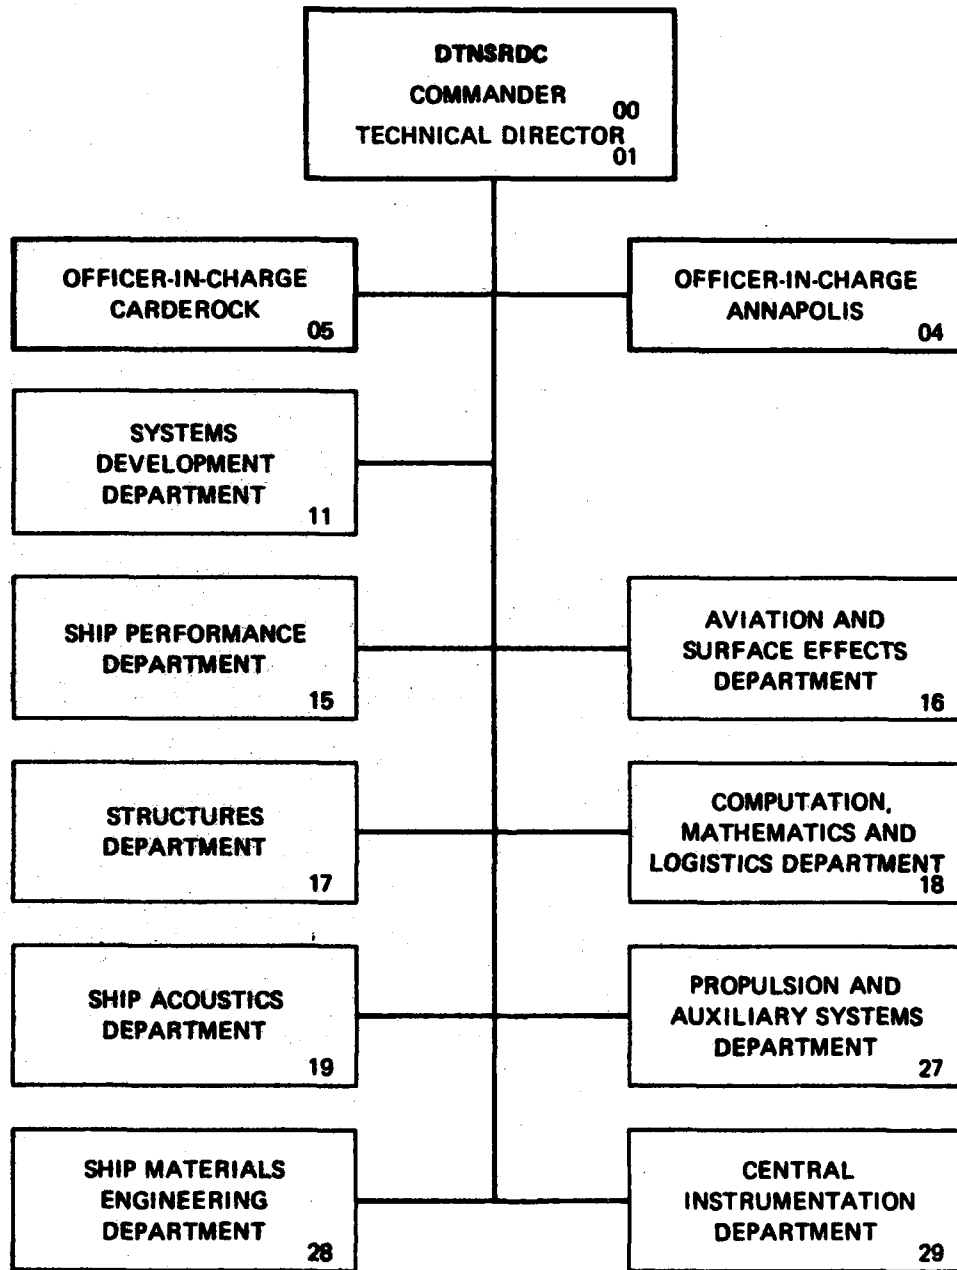 DTNSRDC
COMMANDER
00
TECHNICAL DIRECTOR
01
OFFICER-IN-CHARGE
CARDEROCK
05
OFFICER-IN-CHARGE
ANNAPOLIS
04
SYSTEMS
DEVELOPMENT
DEPARTMENT
11
SHIP PERFORMANCE
DEPARTMENT
15
AVIATION AND
SURFACE EFFECTS
DEPARTMENT
16
STRUCTURES
DEPARTMENT
17
COMPUTATION,
MATHEMATICS AND
LOGISTICS DEPARTMENT
18
SHIP ACOUSTICS
DEPARTMENT
19
PROPULSION AND
AUXILIARY SYSTEMS
DEPARTMENT
27
SHIP MATERIALS
ENGINEERING
DEPARTMENT
28
CENTRAL
INSTRUMENTATION
DEPARTMENT
29